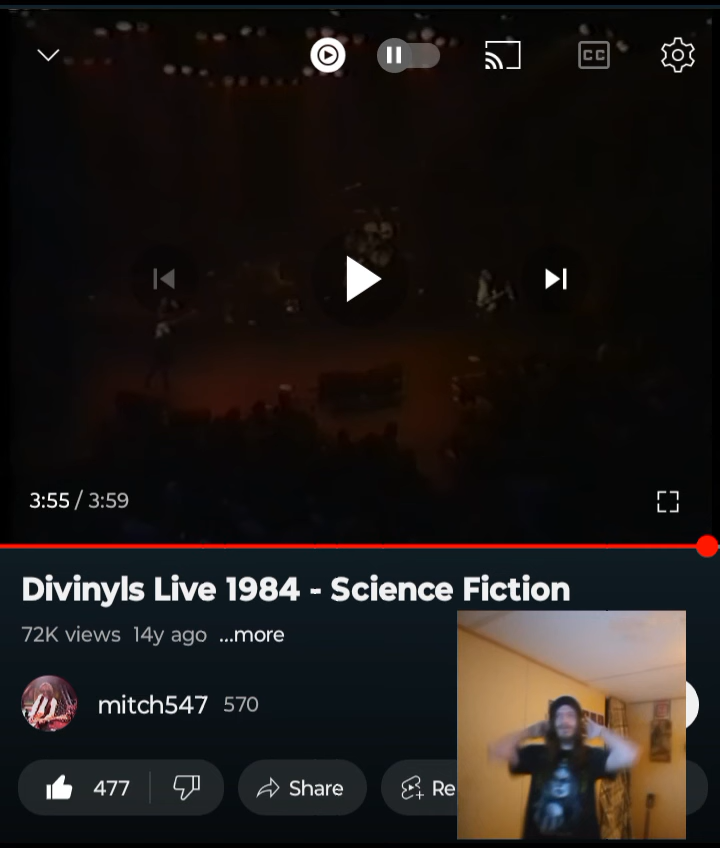 CC
3:55 / 3:59
Divinyls Live 1984 - Science Fiction
72K views 14y ago ...more
mitch547 570
477 Share Re